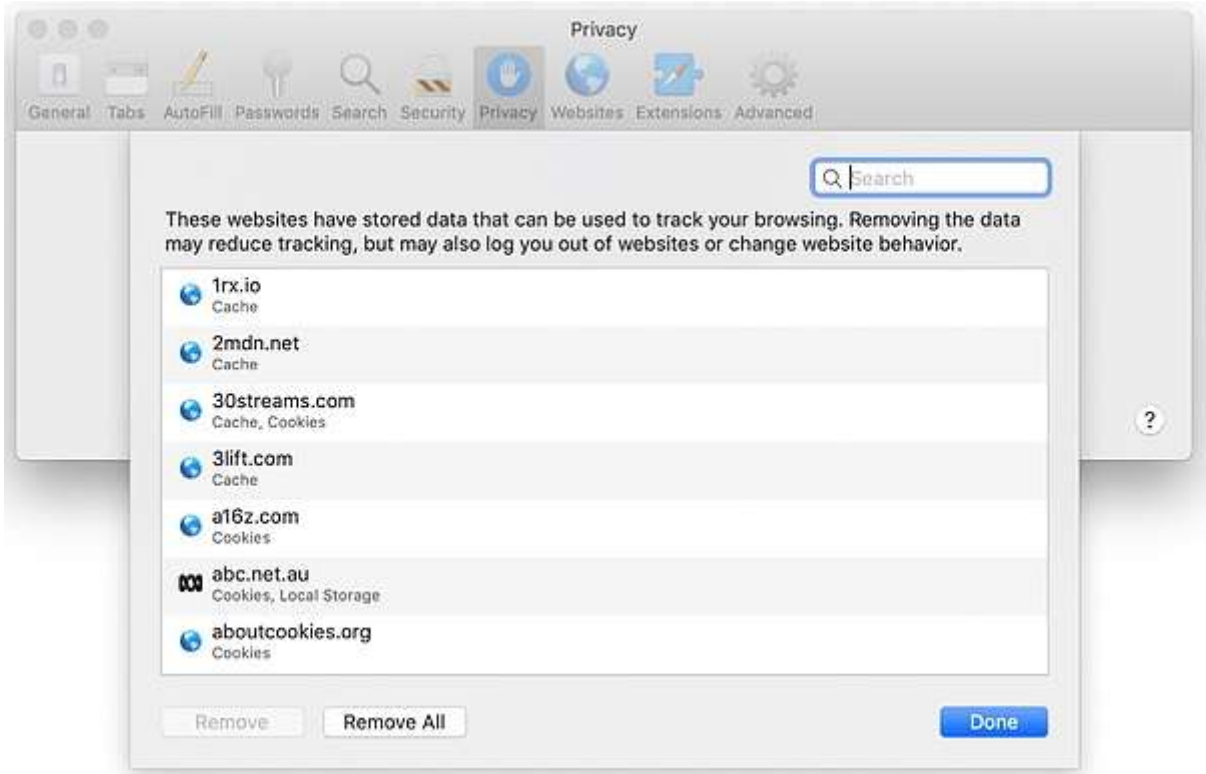 Privacy
General Tabs AutoFill Passwords Search Security Privacy Websites Extensions Advanced
Search
These websites have stored data that can be used to track your browsing. Removing the data
may reduce tracking, but may also log you out of websites or change website behavior.
1rx.io
Cache
2mdn.net
Cache
30streams.com
Cache, Cookies
3lift.com
Cache
a16z.com
Cookies
abc.net.au
Cookies, Local Storage
aboutcookies.org
Cookies
?
Remove Remove All Done